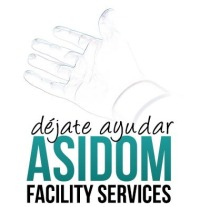 déjate ayudar
ASIDOM
FACILITY SERVICES